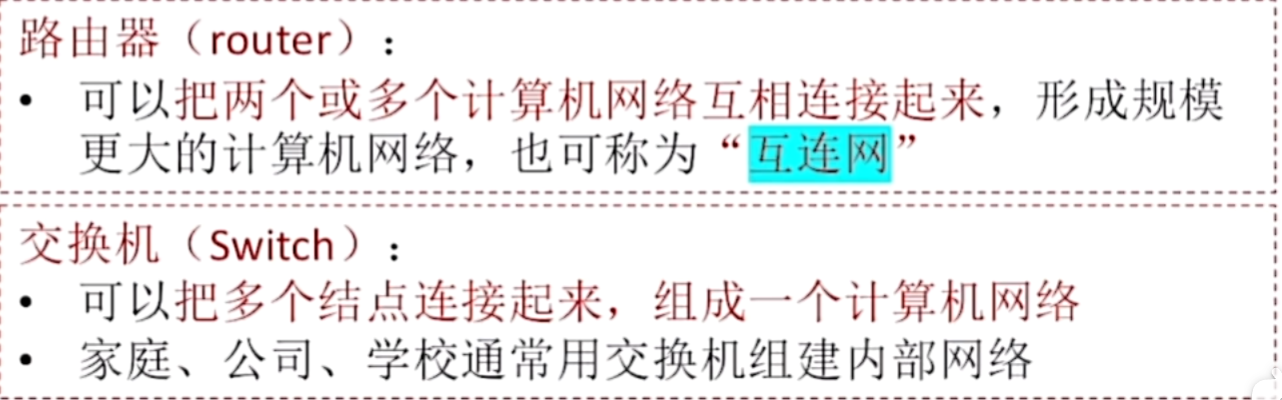 路由器（router）：
• 可以把两个或多个计算机网络互相连接起来，形成规模
更大的计算机网络，也可称为“互连网”
交换机（Switch）：
• 可以把多个结点连接起来，组成一个计算机网络
• 家庭、公司、学校通常用交换机组建内部网络